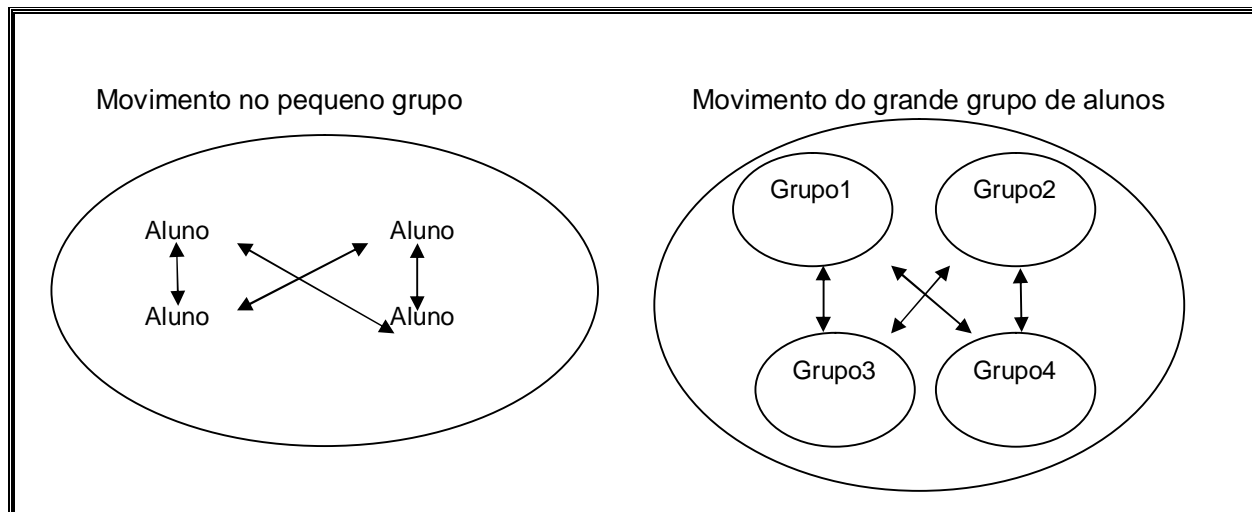 Movimento no pequeno grupo
Aluno Aluno
Aluno Aluno
Movimento do grande grupo de alunos
Grupo1 Grupo2
Grupo3 Grupo4